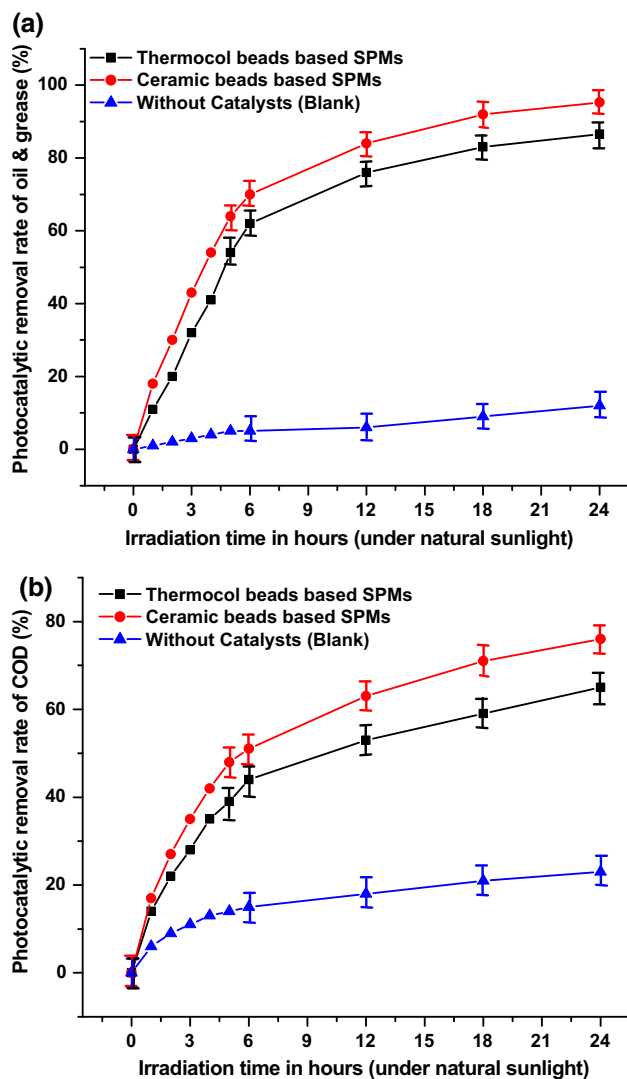 (a)
Thermocol beads based SPMs
Ceramic beads based SPMs
Without Catalysts (Blank)
Photocatalytic removal rate of oil & grease (%)
100
80
60
40
20
0
0 3 6 9 12 15 18 21 24
Irradiation time in hours (under natural sunlight)
(b)
Thermocol beads based SPMs
Ceramic beads based SPMs
Without Catalysts (Blank)
Photocatalytic removal rate of COD (%)
80
60
40
20
0
0 3 6 9 12 15 18 21 24
Irradiation time in hours (under natural sunlight)